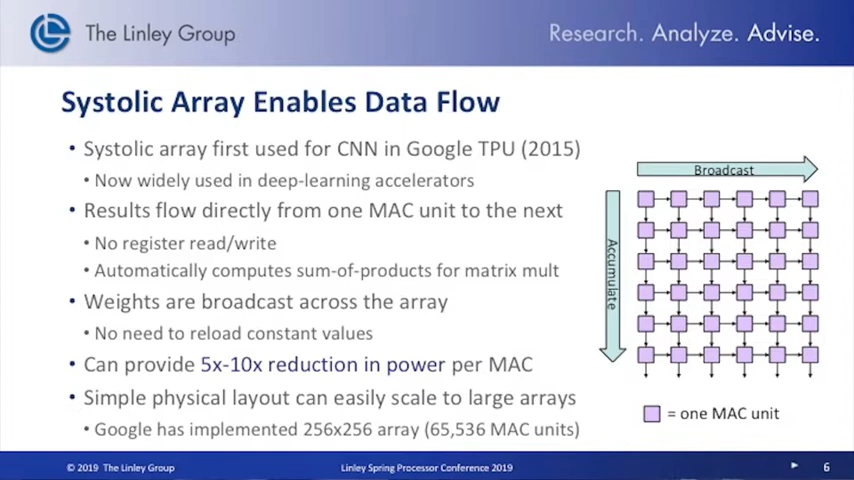 The Linley Group
Research. Analyze. Advise.
Systolic Array Enables Data Flow
• Systolic array first used for CNN in Google TPU (2015)
• Now widely used in deep-learning accelerators
• Results flow directly from one MAC unit to the next
• No register read/write
• Automatically computes sum-of-products for matrix mult
• Weights are broadcast across the array
• No need to reload constant values
• Can provide 5x-10x reduction in power per MAC
• Simple physical layout can easily scale to large arrays
• Google has implemented 256x256 array (65,536 MAC units)
Broadcast
Accumulate
= one MAC unit
© 2019 The Linley Group
Linley Spring Processor Conference 2019
6